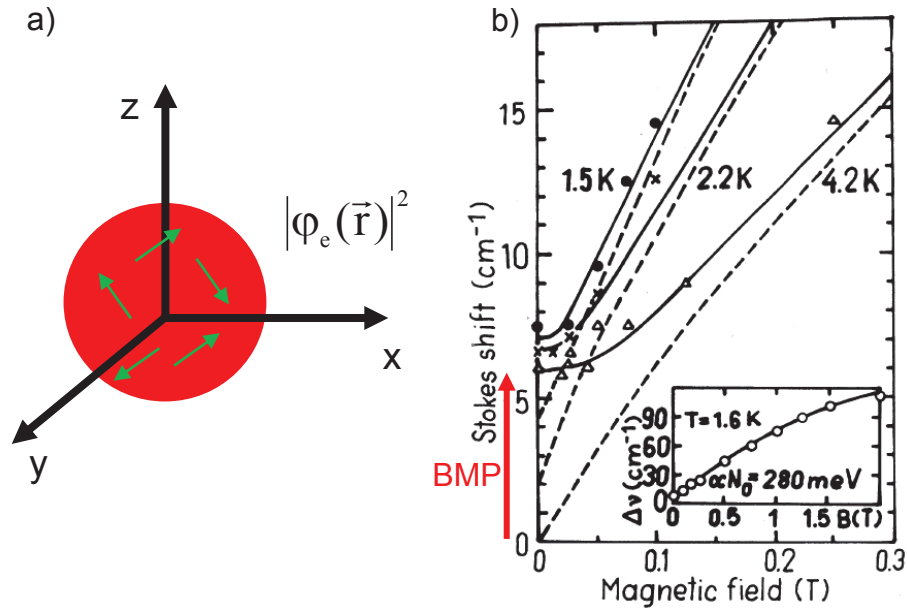 a)
z
|φₑ(r⃗)|²
x
y
b)
Stokes shift (cm⁻¹)
15
10
5
0
1.5K
2.2K
4.2K
BMP
T=1.6 K
αN₀=280 meV
Δν(cm⁻¹)
90
60
30
0
0 0.5 1 1.5 B(T)
0 0.1 0.2 0.3
Magnetic field (T)